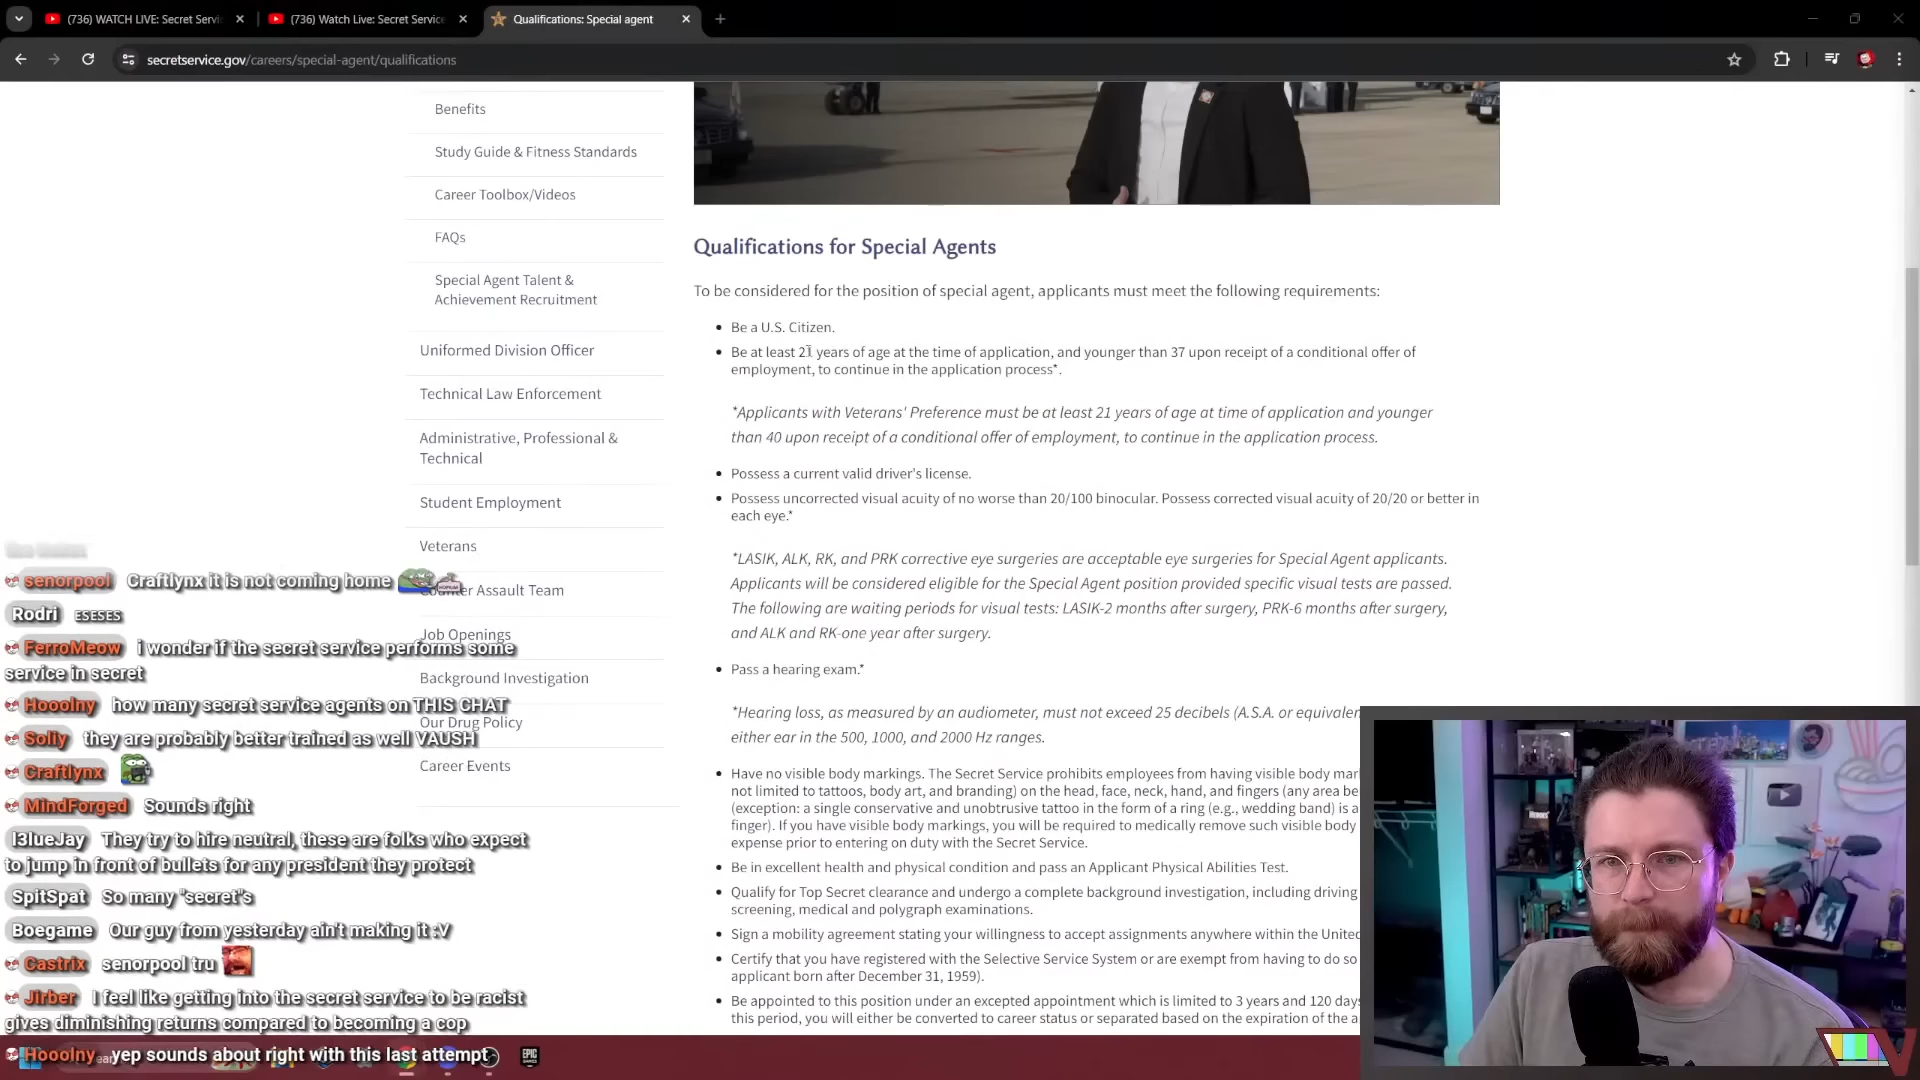 (736) WATCH LIVE: Secret Servi
(736) Watch Live: Secret Service
Qualifications: Special agent
secretservice.gov/careers/special-agent/qualifications
Benefits
Study Guide & Fitness Standards
Career Toolbox/Videos
FAQs
Special Agent Talent &
Achievement Recruitment
Uniformed Division Officer
Technical Law Enforcement
Administrative, Professional &
Technical
Student Employment
Veterans
Counter Assault Team
Job Openings
Background Investigation
Our Drug Policy
Career Events
Qualifications for Special Agents
To be considered for the position of special agent, applicants must meet the following requirements:
Be a U.S. Citizen.
Be at least 21 years of age at the time of application, and younger than 37 upon receipt of a conditional offer of
employment, to continue in the application process*.
*Applicants with Veterans' Preference must be at least 21 years of age at time of application and younger
than 40 upon receipt of a conditional offer of employment, to continue in the application process.
Possess a current valid driver's license.
Possess uncorrected visual acuity of no worse than 20/100 binocular. Possess corrected visual acuity of 20/20 or better in
each eye.*
*LASIK, ALK, RK, and PRK corrective eye surgeries are acceptable eye surgeries for Special Agent applicants.
Applicants will be considered eligible for the Special Agent position provided specific visual tests are passed.
The following are waiting periods for visual tests: LASIK-2 months after surgery, PRK-6 months after surgery,
and ALK and RK-one year after surgery.
Pass a hearing exam.*
*Hearing loss, as measured by an audiometer, must not exceed 25 decibels (A.S.A. or equivalen
either ear in the 500, 1000, and 2000 Hz ranges.
Have no visible body markings. The Secret Service prohibits employees from having visible body mar
not limited to tattoos, body art, and branding) on the head, face, neck, hand, and fingers (any area be
(exception: a single conservative and unobtrusive tattoo in the form of a ring (e.g., wedding band) is a
finger). If you have visible body markings, you will be required to medically remove such visible body
expense prior to entering on duty with the Secret Service.
Be in excellent health and physical condition and pass an Applicant Physical Abilities Test.
Qualify for Top Secret clearance and undergo a complete background investigation, including driving
screening, medical and polygraph examinations.
Sign a mobility agreement stating your willingness to accept assignments anywhere within the United
Certify that you have registered with the Selective Service System or are exempt from having to do so
applicant born after December 31, 1959).
Be appointed to this position under an excepted appointment which is limited to 3 years and 120 days
this period, you will either be converted to career status or separated based on the expiration of the a
senorpool Craftlynx it is not coming home
Rodri ESESES
FerroMeow i wonder if the secret service performs some
service in secret
Hooolny how many secret service agents on THIS CHAT
Solly they are probably better trained as well VAUSH
Craftlynx
MindForged Sounds right
l3lueJay They try to hire neutral, these are folks who expect
to jump in front of bullets for any president they protect
SpitSpat So many "secret"s
Boegame Our guy from yesterday ain't making it :V
Castrix senorpool tru
Jirber I feel like getting into the secret service to be racist
gives diminishing returns compared to becoming a cop
Hooolny yep sounds about right with this last attempt
EPIC
GAMES